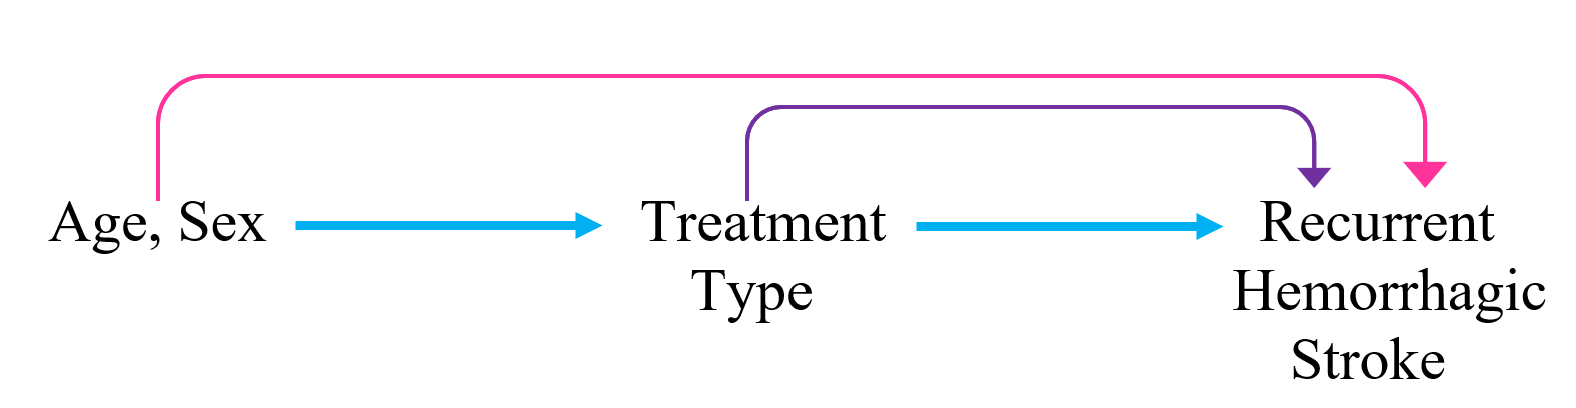 Age, Sex
Treatment
Type
Recurrent
Hemorrhagic
Stroke